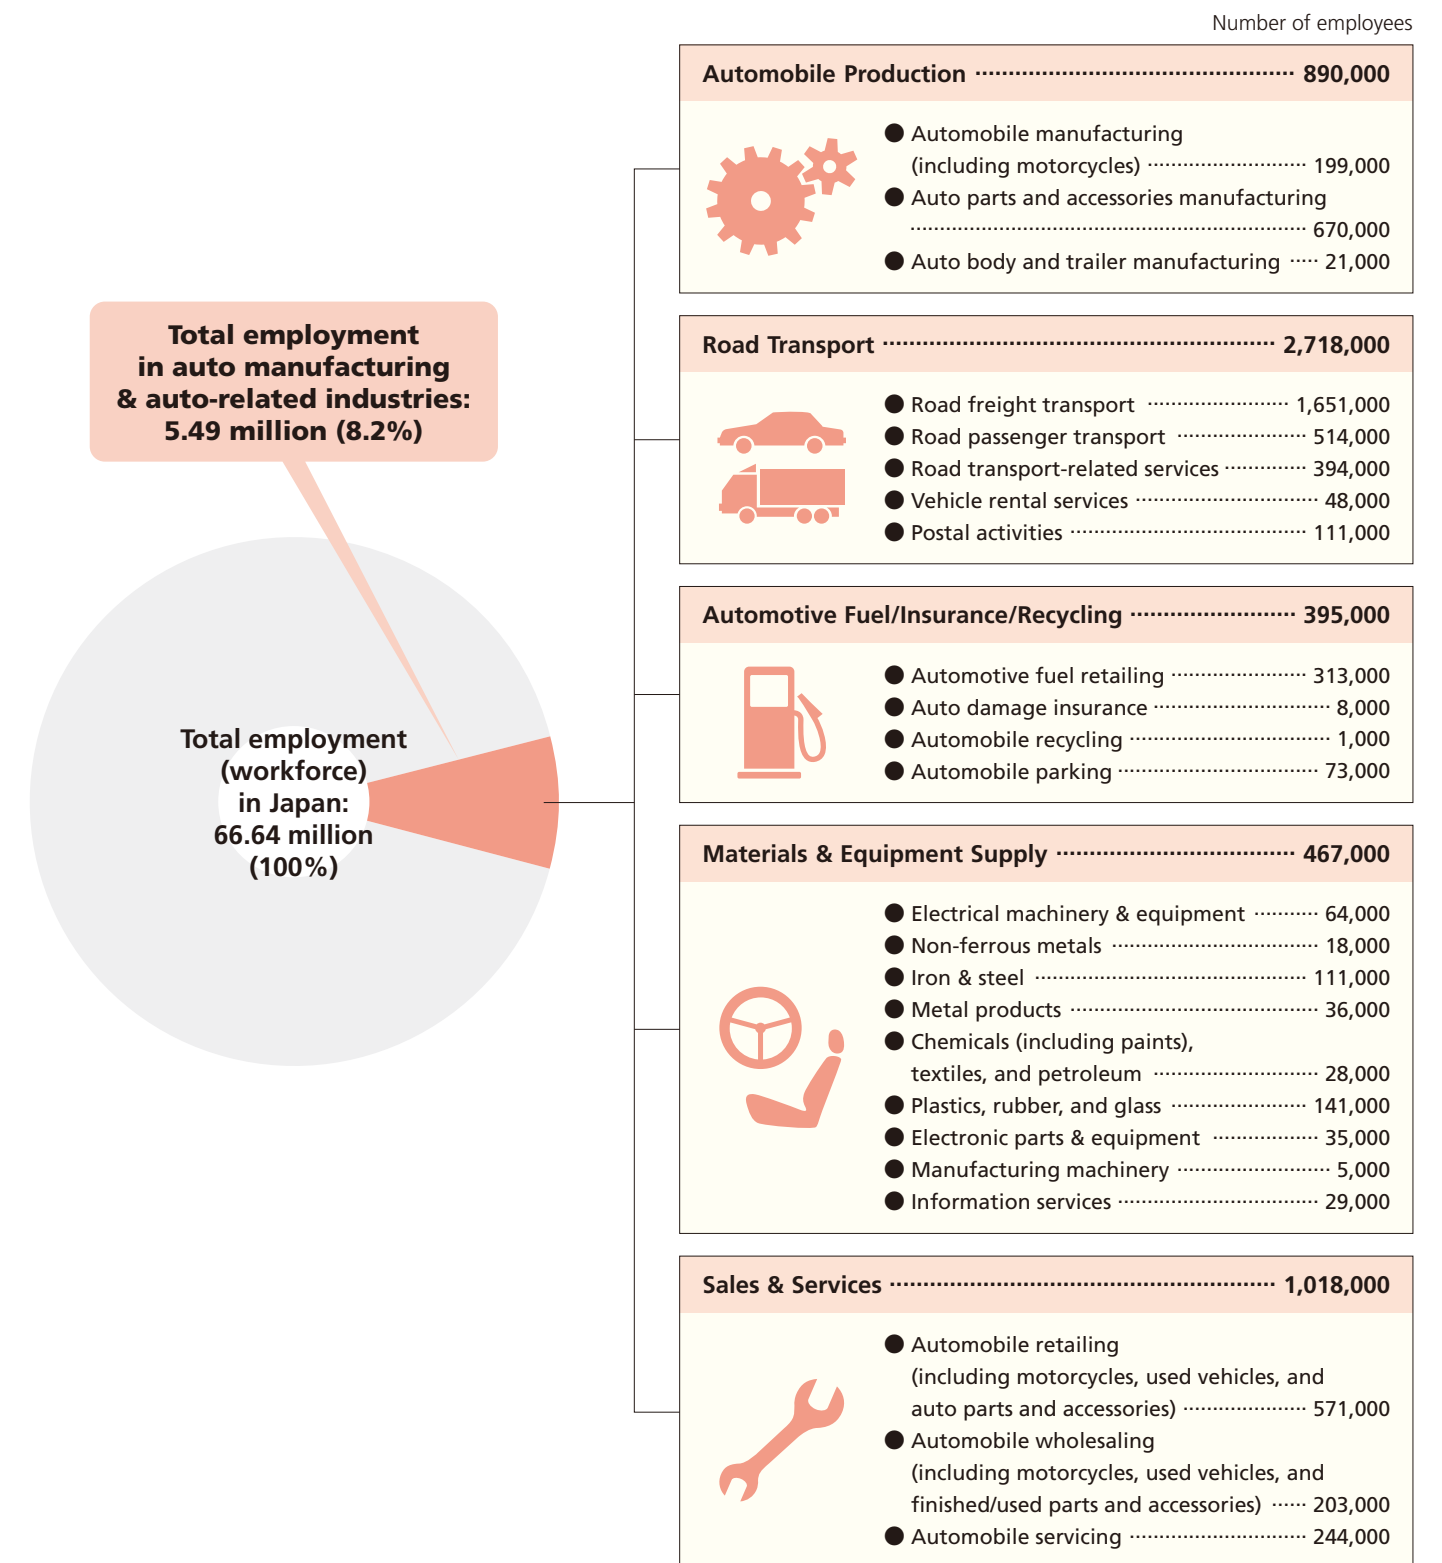 Number of employees
Automobile Production 890,000
● Automobile manufacturing
(including motorcycles) 199,000
● Auto parts and accessories manufacturing
670,000
● Auto body and trailer manufacturing 21,000
Total employment
in auto manufacturing
& auto-related industries:
5.49 million (8.2%)
Total employment
(workforce)
in Japan:
66.64 million
(100%)
Road Transport 2,718,000
● Road freight transport 1,651,000
● Road passenger transport 514,000
● Road transport-related services 394,000
● Vehicle rental services 48,000
● Postal activities 111,000
Automotive Fuel/Insurance/Recycling 395,000
● Automotive fuel retailing 313,000
● Auto damage insurance 8,000
● Automobile recycling 1,000
● Automobile parking 73,000
Materials & Equipment Supply 467,000
● Electrical machinery & equipment 64,000
● Non-ferrous metals 18,000
● Iron & steel 111,000
● Metal products 36,000
● Chemicals (including paints),
textiles, and petroleum 28,000
● Plastics, rubber, and glass 141,000
● Electronic parts & equipment 35,000
● Manufacturing machinery 5,000
● Information services 29,000
Sales & Services 1,018,000
● Automobile retailing
(including motorcycles, used vehicles, and
auto parts and accessories) 571,000
● Automobile wholesaling
(including motorcycles, used vehicles, and
finished/used parts and accessories) 203,000
● Automobile servicing 244,000